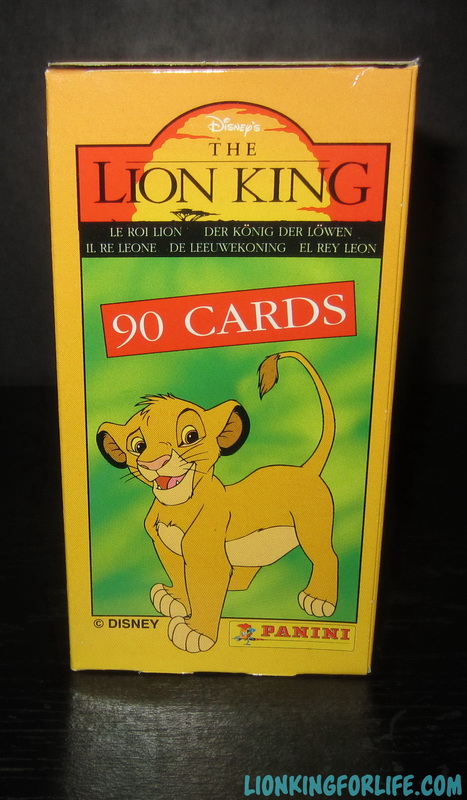 Disney's
THE
LION KING
LE ROI LION   DER KÖNIG DER LÖWEN
IL RE LEONE   DE LEEUWEKONING   EL REY LEON
90 CARDS
© DISNEY
PANINI
LIONKINGFORLIFE.COM